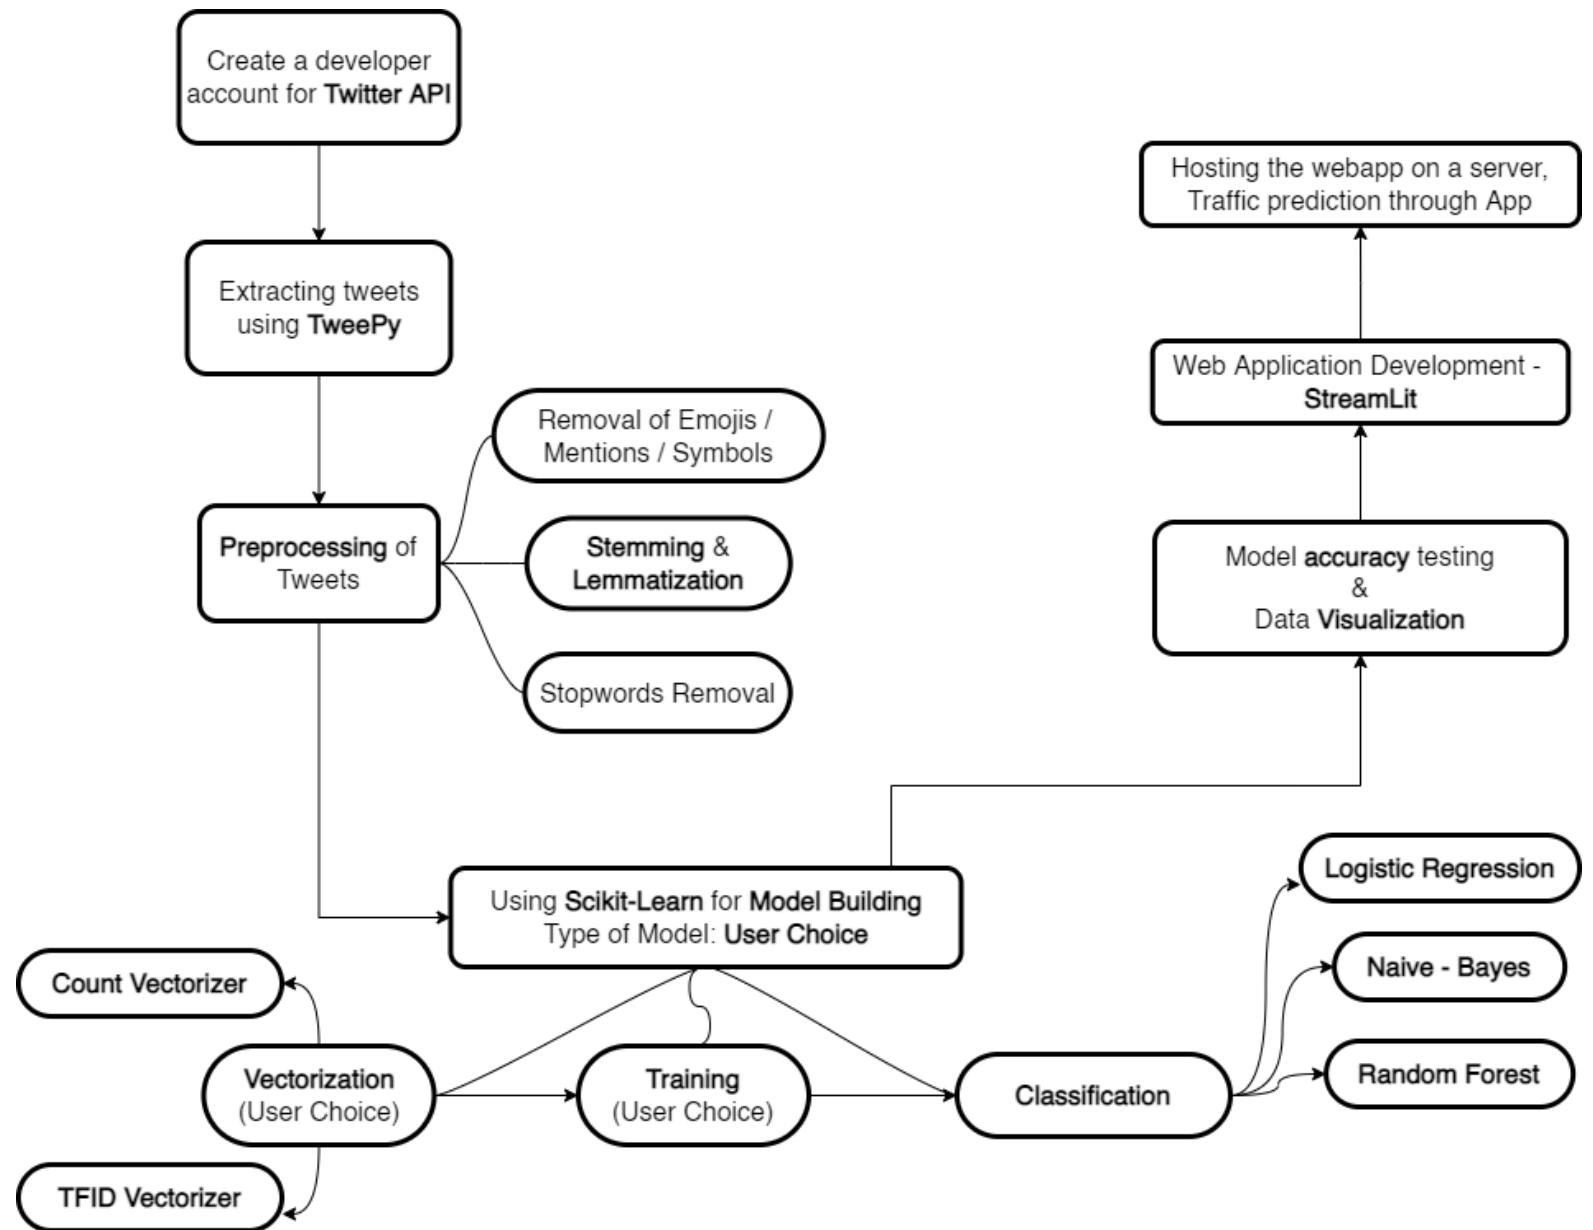 Create a developer
account for Twitter API
Extracting tweets
using TweePy
Preprocessing of
Tweets
Removal of Emojis /
Mentions / Symbols
Stemming &
Lemmatization
Stopwords Removal
Using Scikit-Learn for Model Building
Type of Model: User Choice
Vectorization
(User Choice)
Count Vectorizer
TFID Vectorizer
Training
(User Choice)
Classification
Logistic Regression
Naive - Bayes
Random Forest
Model accuracy testing
&
Data Visualization
Web Application Development -
StreamLit
Hosting the webapp on a server,
Traffic prediction through App